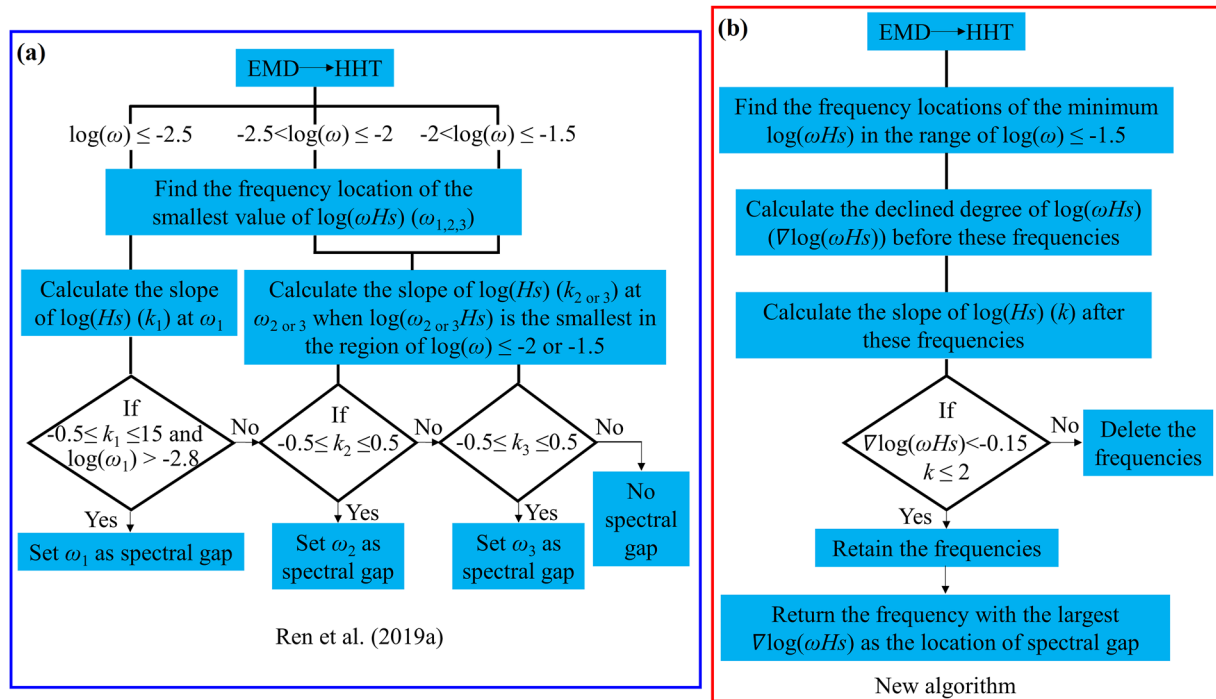 (a)
EMD→HHT
log(ω) ≤ -2.5
-2.5<log(ω) ≤ -2
-2<log(ω) ≤ -1.5
Find the frequency location of the
smallest value of log(ωHs) (ω1,2,3)
Calculate the slope
of log(Hs) (k1) at ω1
Calculate the slope of log(Hs) (k2 or 3) at
ω2 or 3 when log(ω2 or 3Hs) is the smallest in
the region of log(ω) ≤ -2 or -1.5
If
-0.5≤ k1 ≤15 and
log(ω1) > -2.8
No
If
-0.5≤ k2 ≤0.5
No
-0.5≤ k3 ≤0.5
No
Yes
Set ω1 as spectral gap
Yes
Set ω2 as
spectral gap
Yes
Set ω3 as
spectral gap
No
spectral
gap
Ren et al. (2019a)
(b)
EMD→HHT
Find the frequency locations of the minimum
log(ωHs) in the range of log(ω) ≤ -1.5
Calculate the declined degree of log(ωHs)
(∇log(ωHs)) before these frequencies
Calculate the slope of log(Hs) (k) after
these frequencies
If
∇log(ωHs)<-0.15
k ≤ 2
No
Delete the
frequencies
Yes
Retain the frequencies
Return the frequency with the largest
∇log(ωHs) as the location of spectral gap
New algorithm